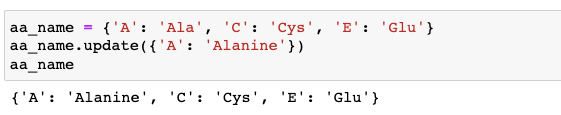 aa_name = {'A': 'Ala', 'C': 'Cys', 'E': 'Glu'}
aa_name.update({'A': 'Alanine'})
aa_name
{'A': 'Alanine', 'C': 'Cys', 'E': 'Glu'}